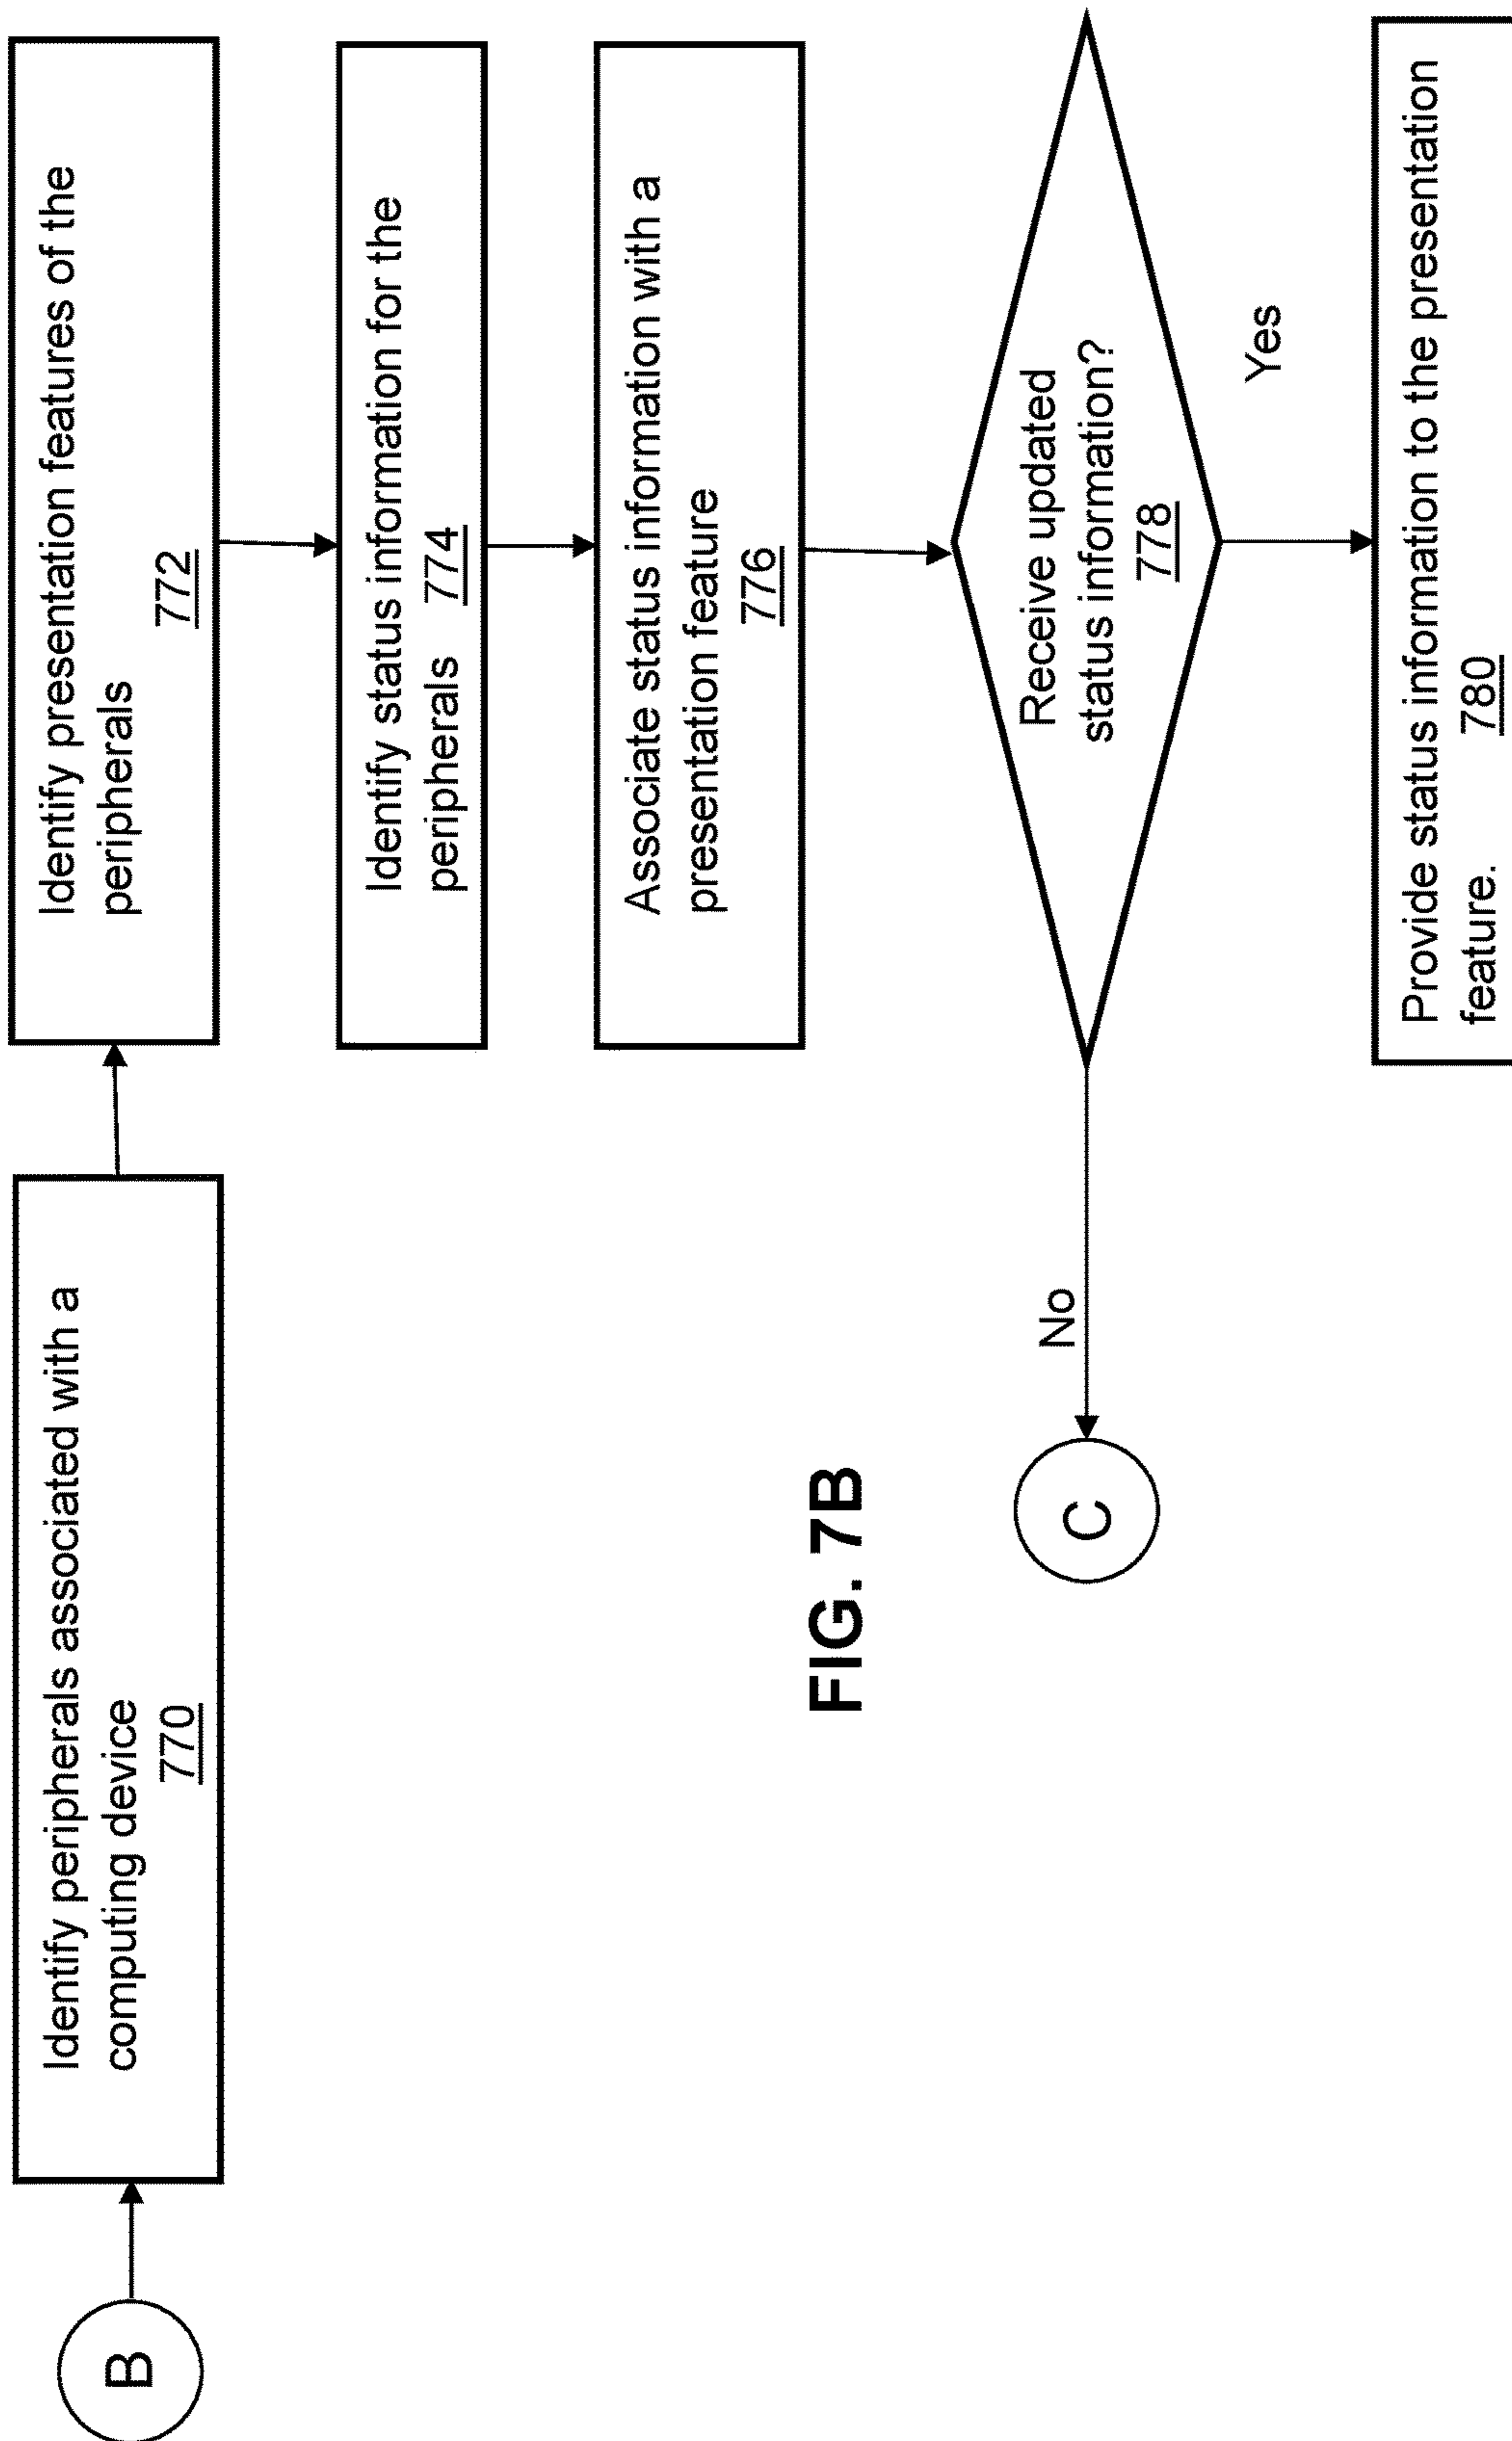 B
Identify peripherals associated with a
computing device
770
Identify presentation features of the
peripherals
772
Identify status information for the
peripherals 774
Associate status information with a
presentation feature
776
Receive updated
status information?
778
No
C
Yes
Provide status information to the presentation
feature. 780
FIG. 7B